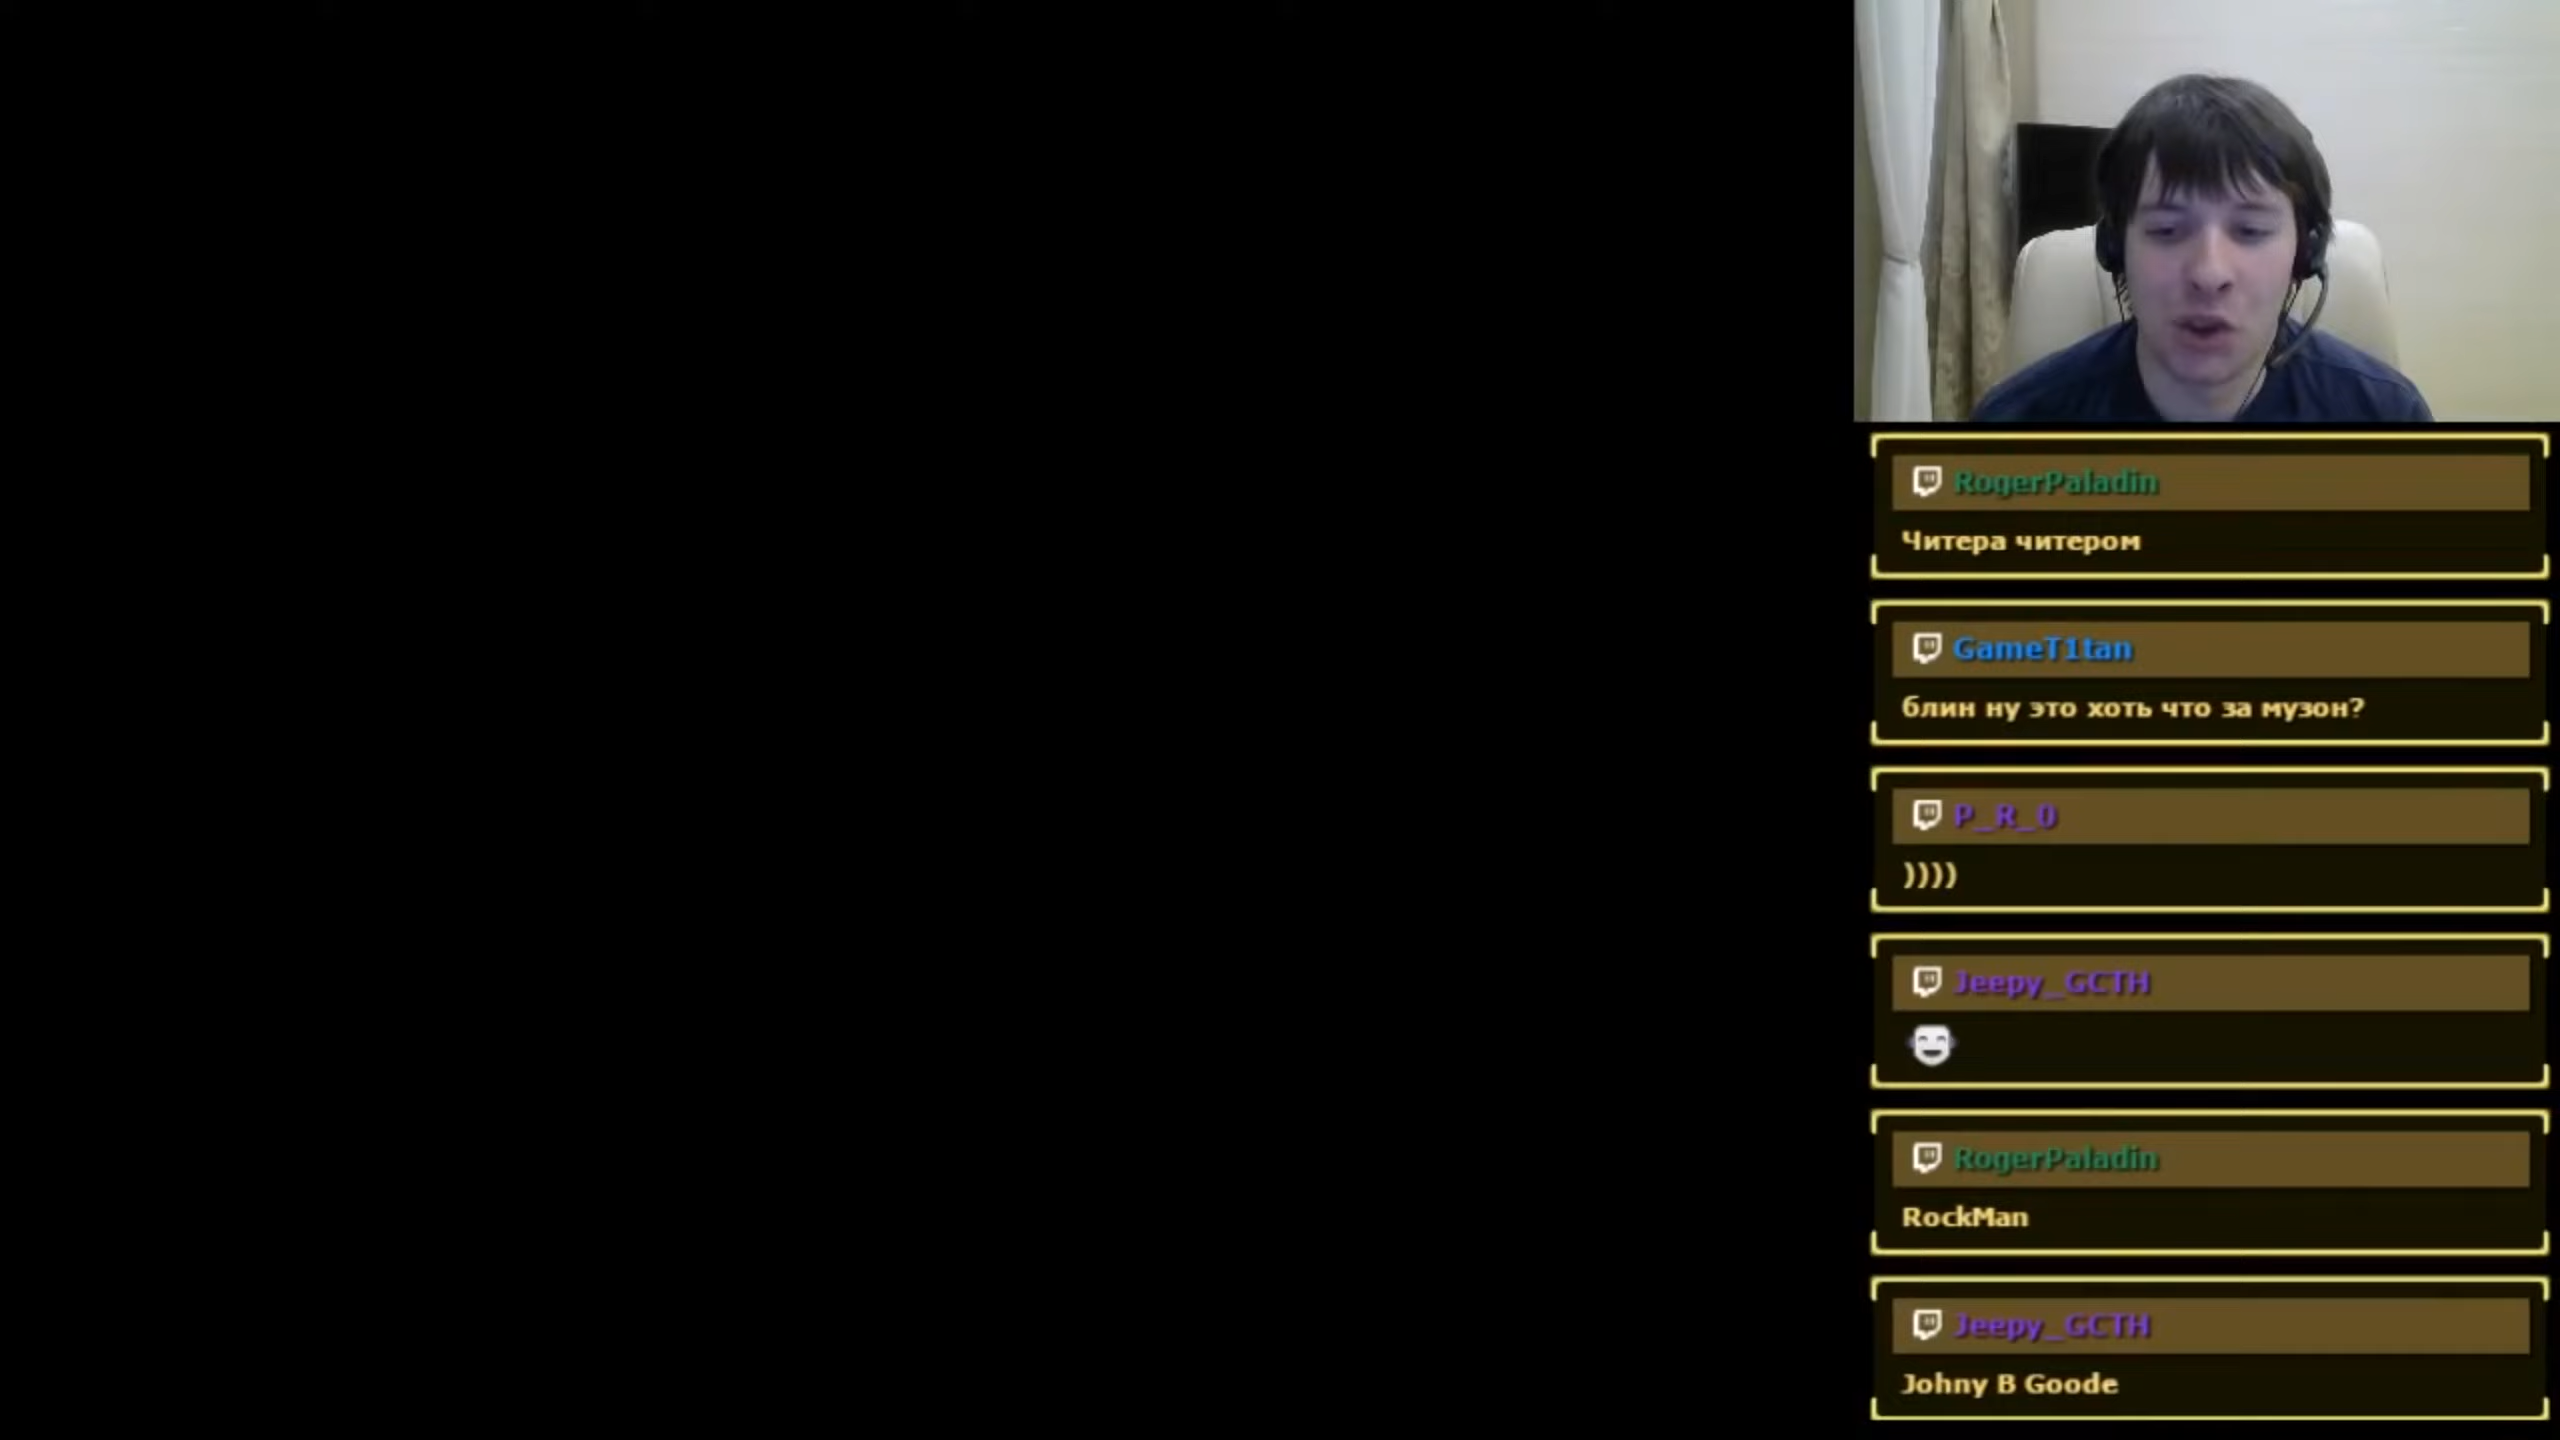 RogerPaladin
Читера читером
GameT1tan
блин ну это хоть что за музон?
P_R_0
))))
Jeepy_GCTH
RogerPaladin
RockMan
Jeepy_GCTH
Johny B Goode